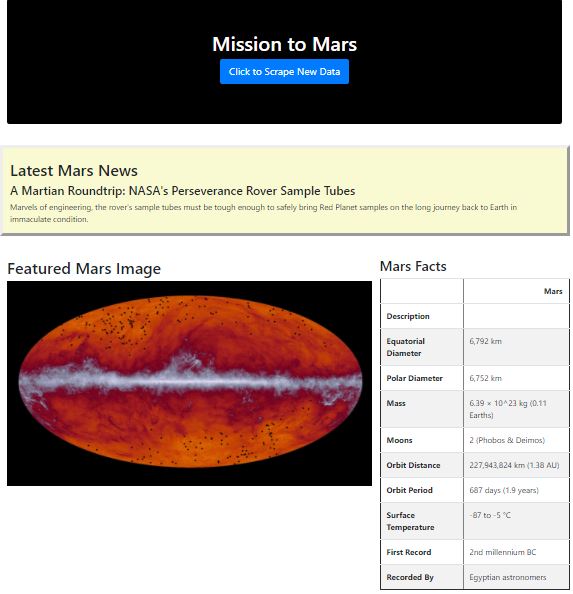 Mission to Mars
Click to Scrape New Data
Latest Mars News
A Martian Roundtrip: NASA's Perseverance Rover Sample Tubes
Marvels of engineering, the rover's sample tubes must be tough enough to safely bring Red Planet samples on the long journey back to Earth in
immaculate condition.
Featured Mars Image
Mars Facts
Mars
Description
Equatorial
Diameter
6,792 km
Polar Diameter
6,752 km
Mass
6.39 × 10^23 kg (0.11
Earths)
Moons
2 (Phobos & Deimos)
Orbit Distance
227,943,824 km (1.38 AU)
Orbit Period
687 days (1.9 years)
Surface
Temperature
-87 to -5 °C
First Record
2nd millennium BC
Recorded By
Egyptian astronomers